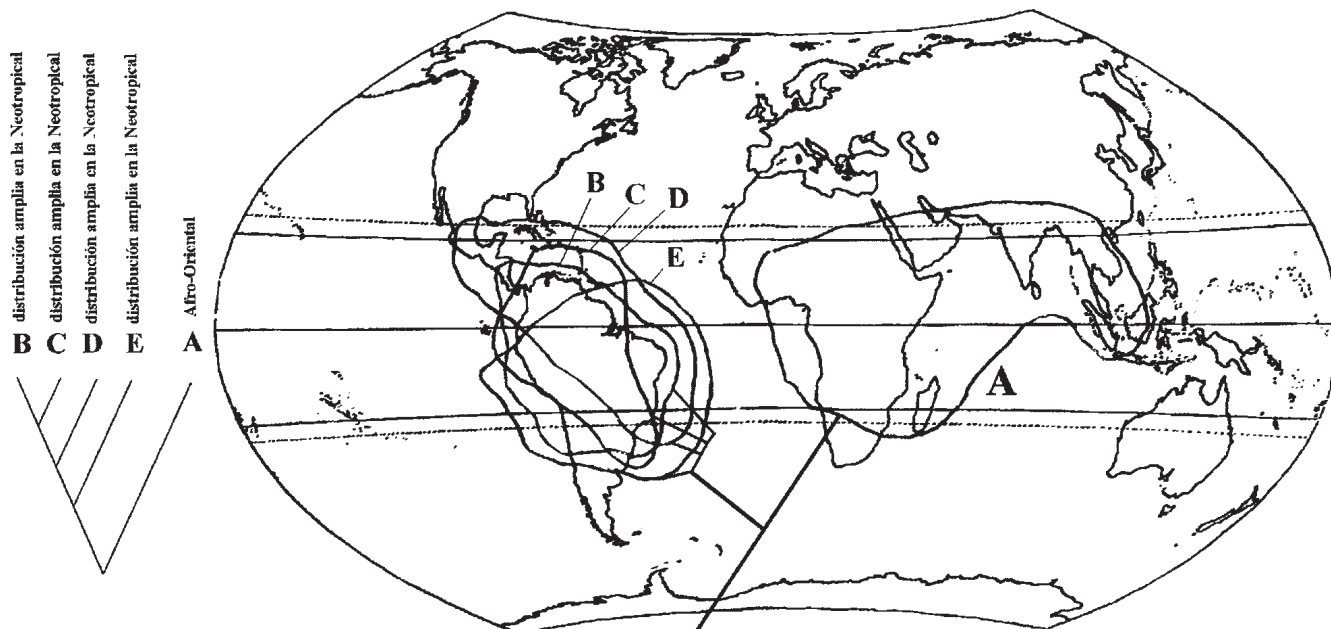 distribución amplia en la Neotropical
distribución amplia en la Neotropical
distribución amplia en la Neotropical
distribución amplia en la Neotropical
Afro-Oriental
B C D E A
B
C
D
E
A